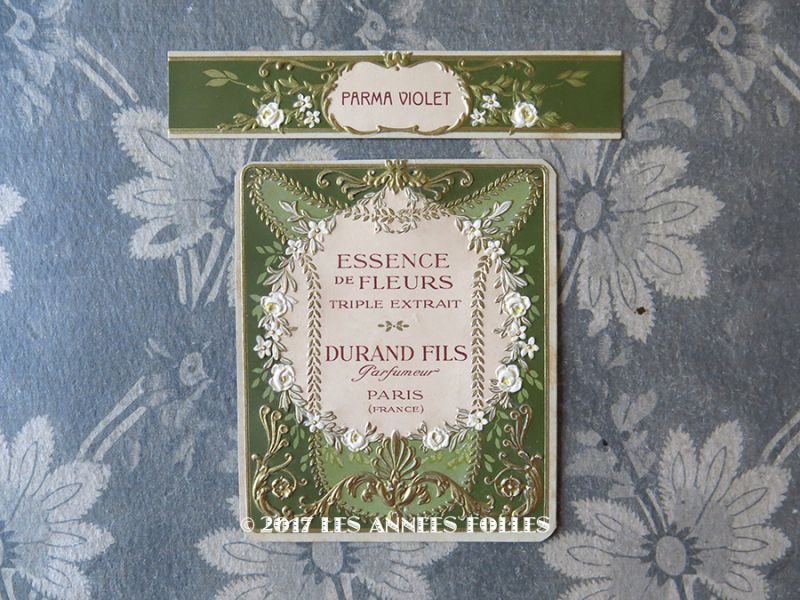 PARMA VIOLET
ESSENCE
DE FLEURS
TRIPLE EXTRAIT
DURAND FILS
Parfumeur
PARIS
(FRANCE)
© 2017 LES ANNEES FOLLES